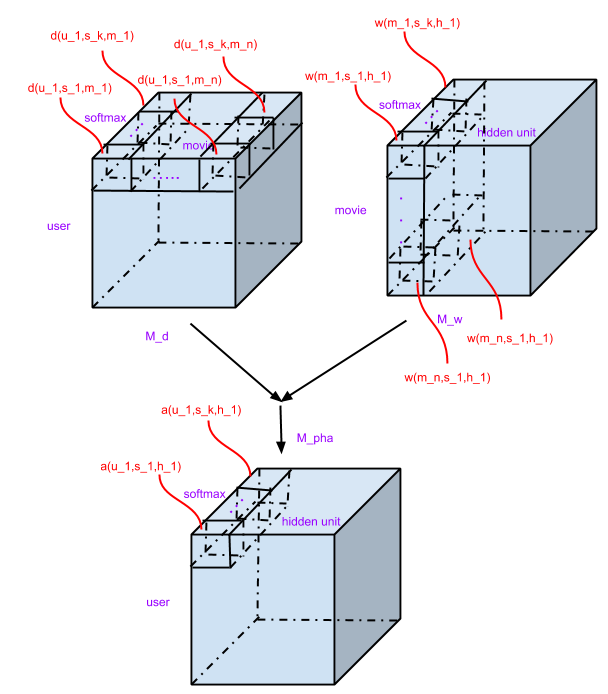 d(u_1,s_k,m_1)
d(u_1,s_k,m_n)
d(u_1,s_1,m_1)
d(u_1,s_1,m_n)
softmax
movie
.....
user
M_d
w(m_1,s_k,h_1)
w(m_1,s_1,h_1)
softmax
hidden unit
movie
w(m_n,s_1,h_1)
M_w
w(m_n,s_1,h_1)
a(u_1,s_k,h_1)
M_pha
a(u_1,s_1,h_1)
softmax
hidden unit
user